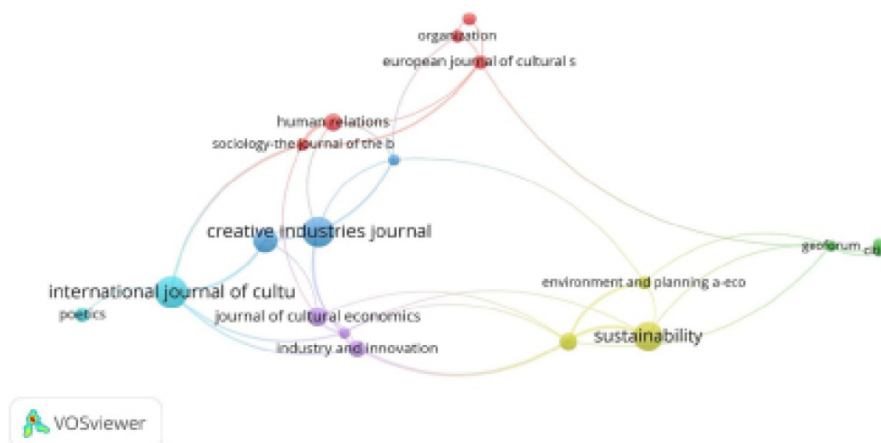 organization
european journal of cultural s
human relations
sociology-the journal of the b
creative industries journal
geoforum
citi
environment and planning a-eco
international journal of cultu
poetics
journal of cultural economics
sustainability
industry and innovation
VOSviewer